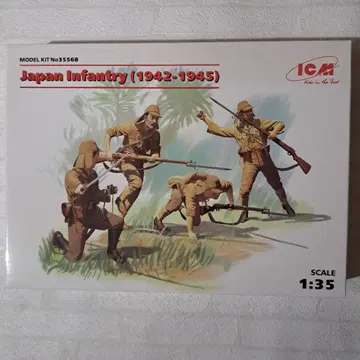 MODEL KIT No35568
Japan Infantry (1942-1945)
ICM
SCALE
1:35